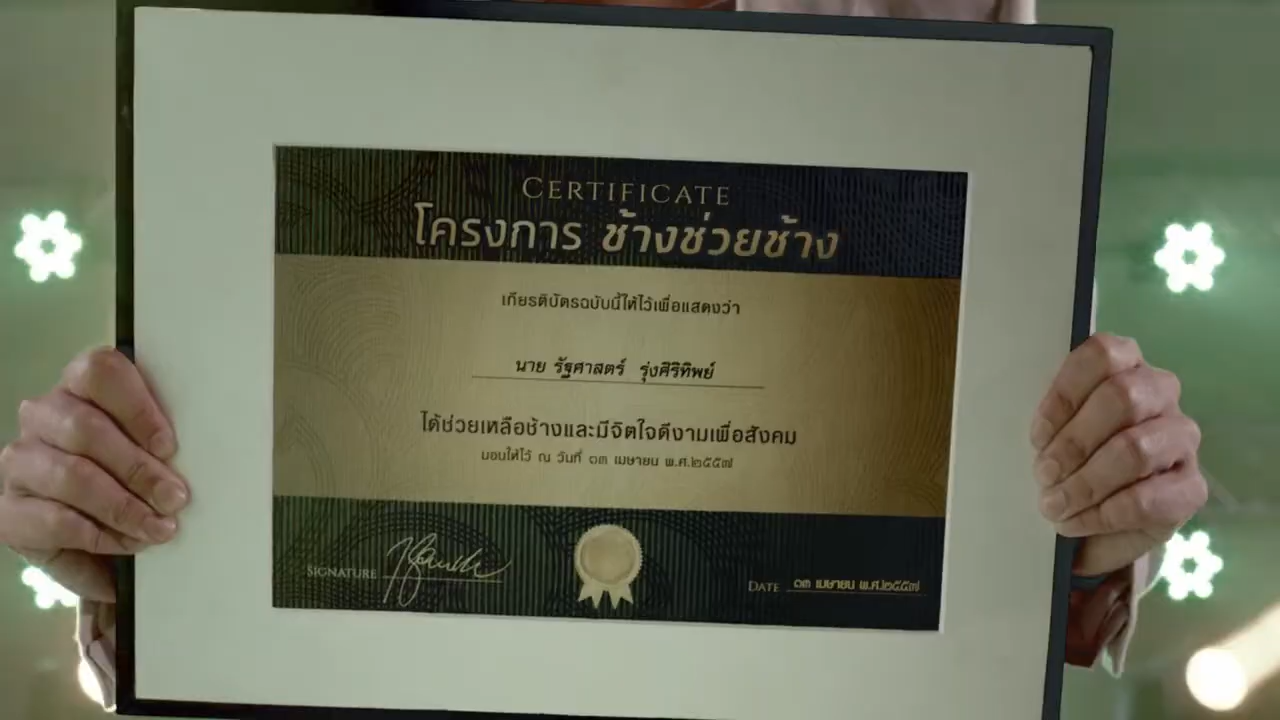 CERTIFICATE
โครงการ ช้างช่วยช้าง
เกียรติบัตรฉบับนี้ให้ไว้เพื่อแสดงว่า
นาย รัฐศาสตร์ รุ่งศิริทิพย์
ได้ช่วยเหลือช้างและมีจิตใจดีงามเพื่อสังคม
มอบให้ไว้ ณ วันที่ ๑๓ เมษายน พ.ศ.๒๕๕๗
SIGNATURE
DATE ๑๓ เมษายน พ.ศ.๒๕๕๗